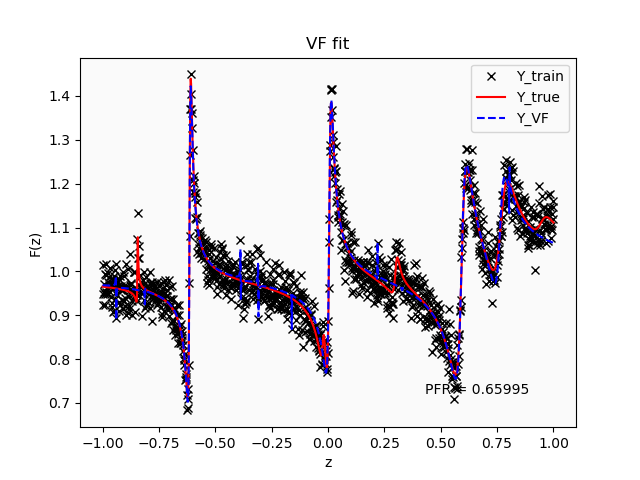 VF fit
Y_train
Y_true
Y_VF
F(z)
1.4
1.3
1.2
1.1
1.0
0.9
0.8
0.7
PFR = 0.65995
−1.00 −0.75 −0.50 −0.25 0.00 0.25 0.50 0.75 1.00
z